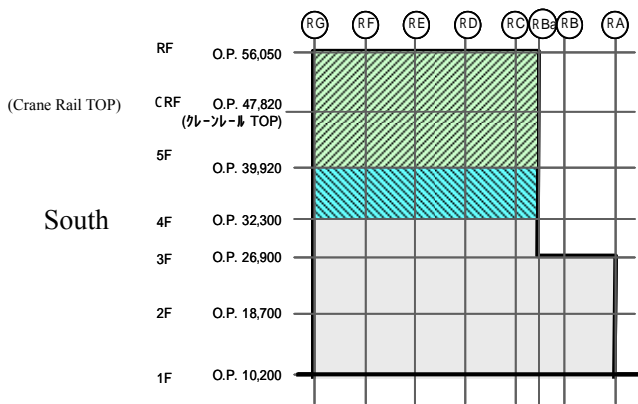 RG RF RE RD RC RBa RB RA
RF O.P. 56,050
(Crane Rail TOP) CRF O.P. 47,820
(クレーンレール TOP)
5F O.P. 39,920
South
4F O.P. 32,300
3F O.P. 26,900
2F O.P. 18,700
1F O.P. 10,200